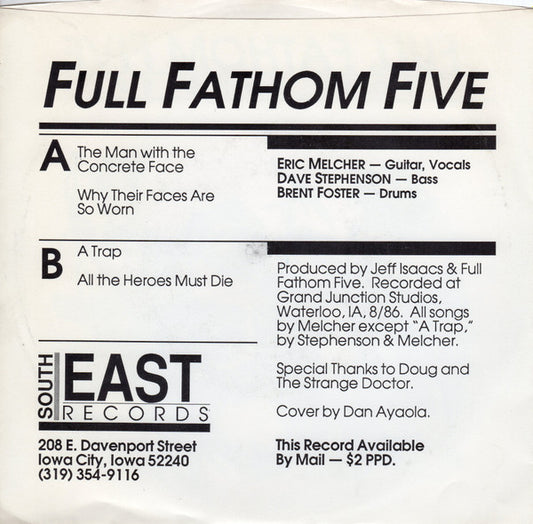 FULL FATHOM FIVE
A
The Man with the
Concrete Face
Why Their Faces Are
So Worn
ERIC MELCHER — Guitar, Vocals
DAVE STEPHENSON — Bass
BRENT FOSTER — Drums
B
A Trap
All the Heroes Must Die
Produced by Jeff Isaacs & Full
Fathom Five. Recorded at
Grand Junction Studios,
Waterloo, IA, 8/86. All songs
by Melcher except "A Trap,"
by Stephenson & Melcher.
Special Thanks to Doug and
The Strange Doctor.
Cover by Dan Ayaola.
SOUTH
EAST
RECORDS
208 E. Davenport Street
Iowa City, Iowa 52240
(319) 354-9116
This Record Available
By Mail — $2 PPD.